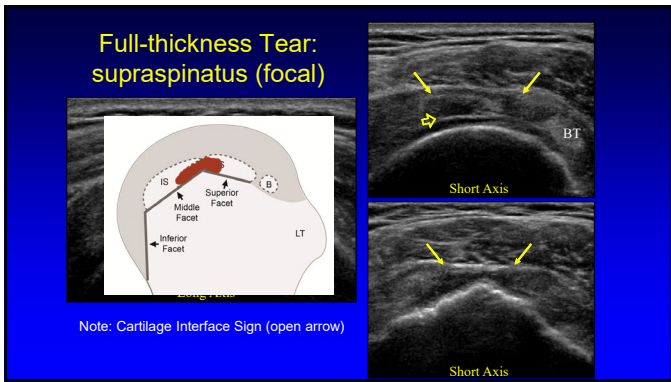 Full-thickness Tear:
supraspinatus (focal)
IS
S
B
Superior
Facet
Middle
Facet
Inferior
Facet
LT
Long Axis
Note: Cartilage Interface Sign (open arrow)
BT
Short Axis
Short Axis